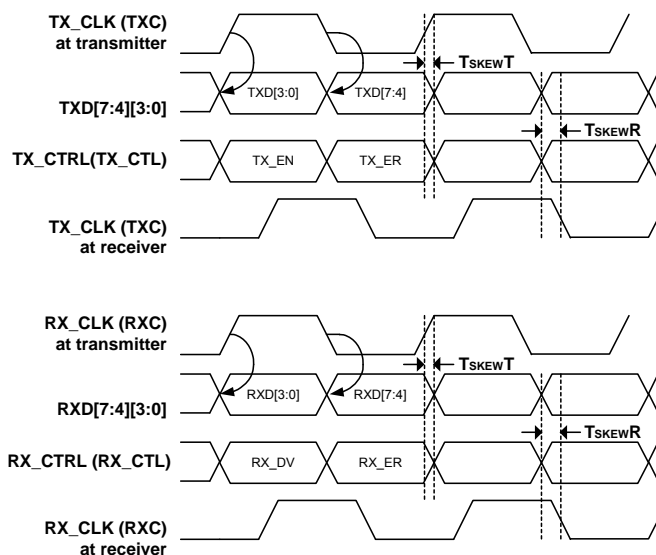 TX_CLK (TXC)
at transmitter
TSKEWT
TXD[7:4][3:0]
TXD[3:0]
TXD[7:4]
TSKEWR
TX_CTRL(TX_CTL)
TX_EN
TX_ER
TX_CLK (TXC)
at receiver
RX_CLK (RXC)
at transmitter
TSKEWT
RXD[7:4][3:0]
RXD[3:0]
RXD[7:4]
TSKEWR
RX_CTRL (RX_CTL)
RX_DV
RX_ER
RX_CLK (RXC)
at receiver